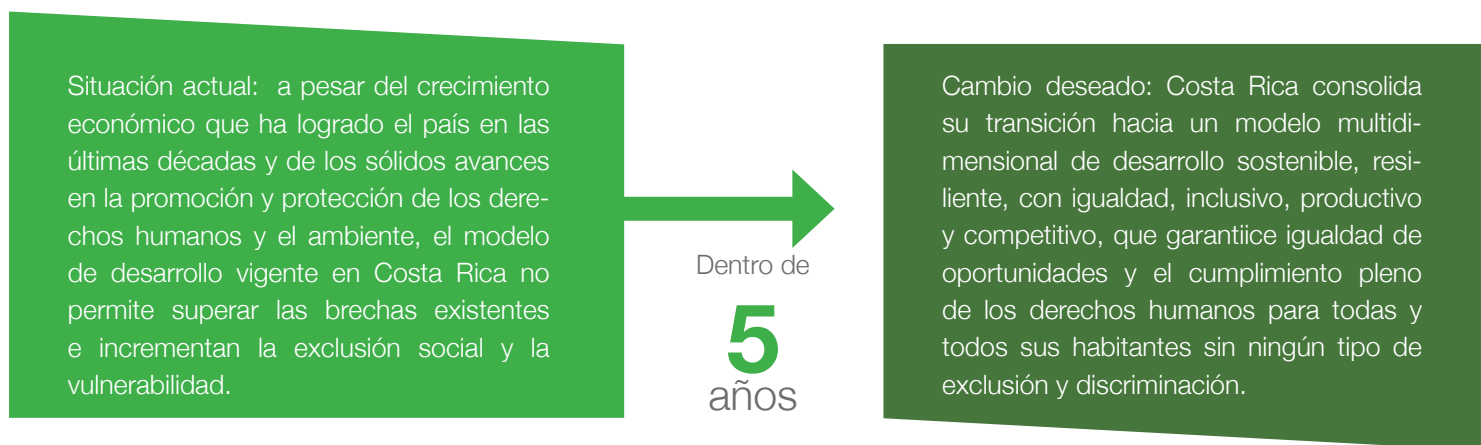 Situación actual: a pesar del crecimiento
económico que ha logrado el país en las
últimas décadas y de los sólidos avances
en la promoción y protección de los dere-
chos humanos y el ambiente, el modelo
de desarrollo vigente en Costa Rica no
permite superar las brechas existentes
e incrementan la exclusión social y la
vulnerabilidad.
Dentro de
5
años
Cambio deseado: Costa Rica consolida
su transición hacia un modelo multidi-
mensional de desarrollo sostenible, resi-
liente, con igualdad, inclusivo, productivo
y competitivo, que garantiice igualdad de
oportunidades y el cumplimiento pleno
de los derechos humanos para todas y
todos sus habitantes sin ningún tipo de
exclusión y discriminación.